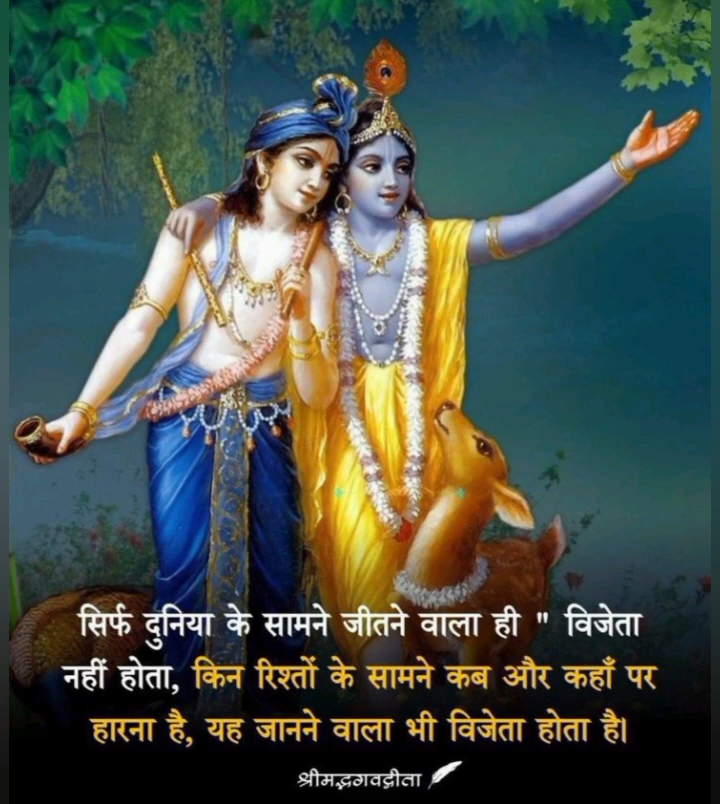 सिर्फ दुनिया के सामने जीतने वाला ही " विजेता
नहीं होता, किन रिश्तों के सामने कब और कहाँ पर
हारना है, यह जानने वाला भी विजेता होता है।
श्रीमद्भगवद्गीता